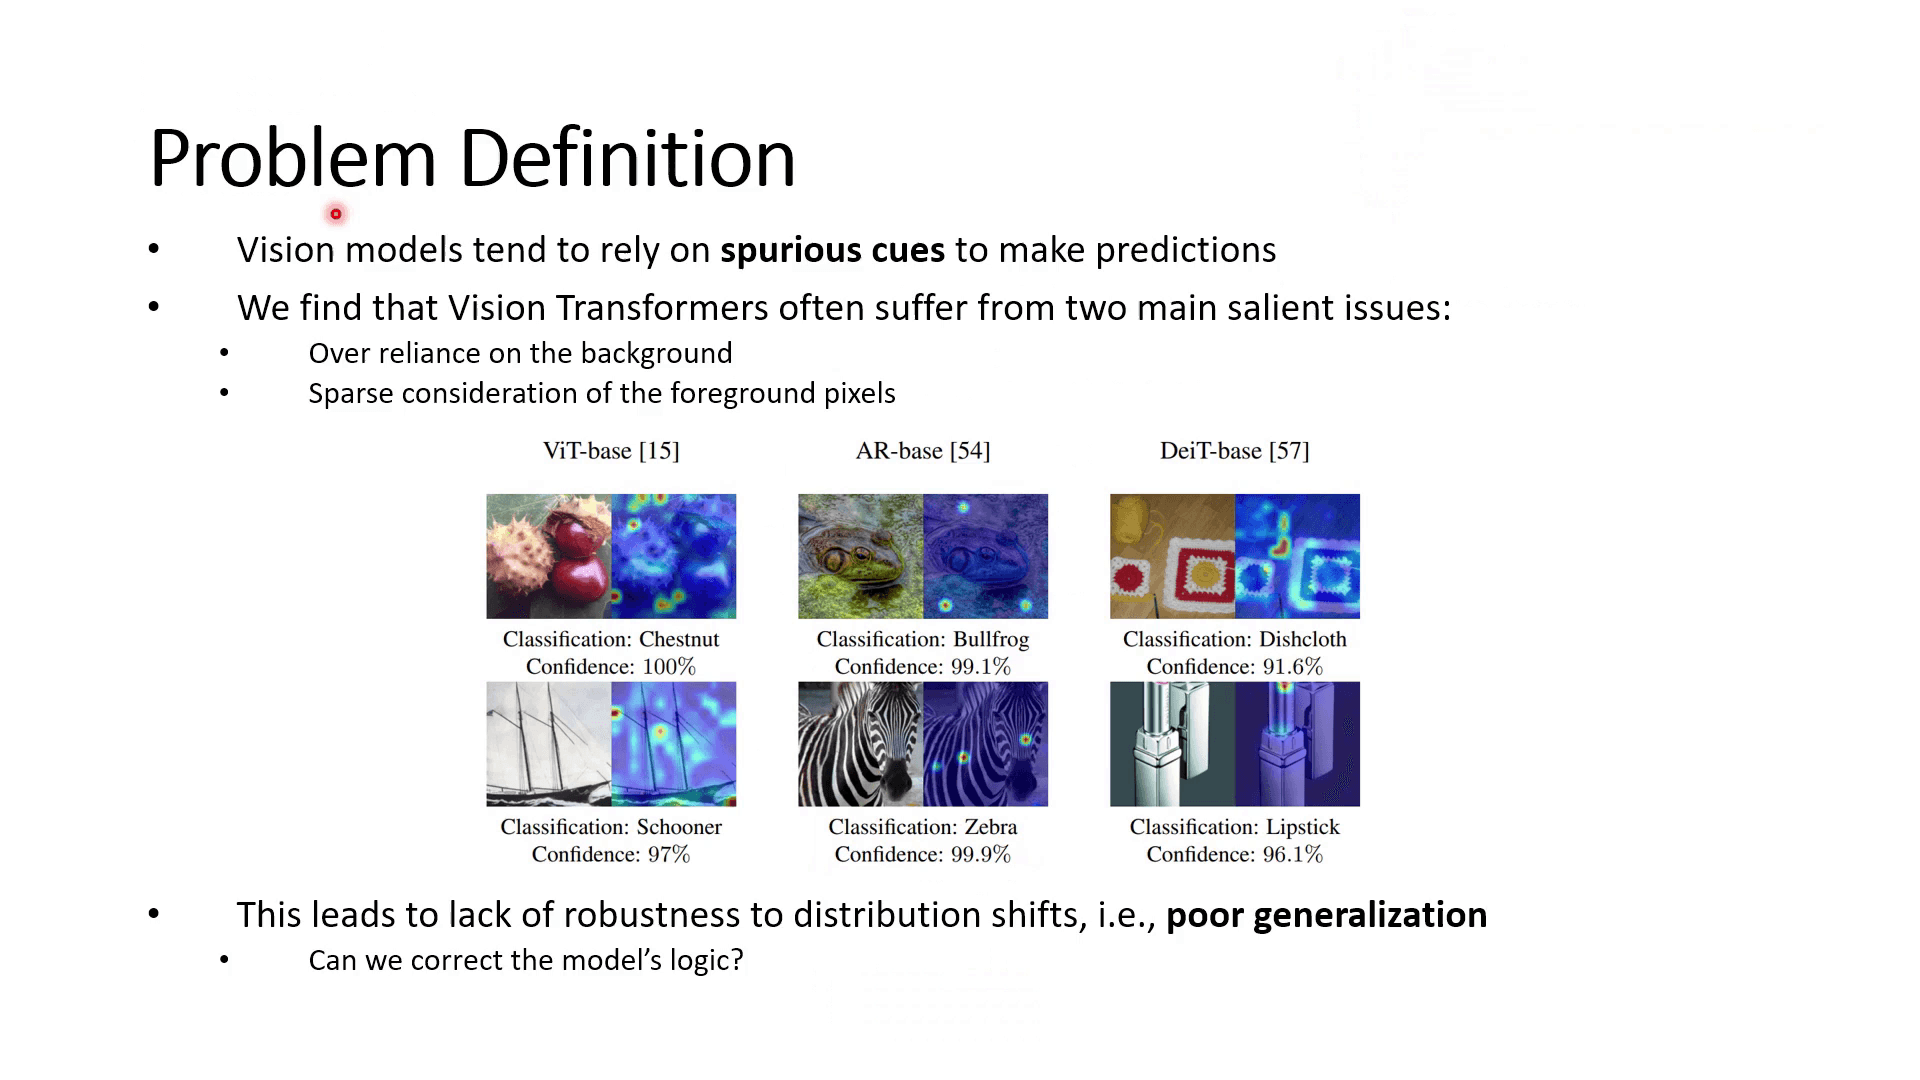 Problem Definition
• Vision models tend to rely on spurious cues to make predictions
• We find that Vision Transformers often suffer from two main salient issues:
• Over reliance on the background
• Sparse consideration of the foreground pixels
ViT-base [15] AR-base [54] DeiT-base [57]
Classification: Chestnut Classification: Bullfrog Classification: Dishcloth
Confidence: 100% Confidence: 99.1% Confidence: 91.6%
Classification: Schooner Classification: Zebra Classification: Lipstick
Confidence: 97% Confidence: 99.9% Confidence: 96.1%
• This leads to lack of robustness to distribution shifts, i.e., poor generalization
• Can we correct the model’s logic?